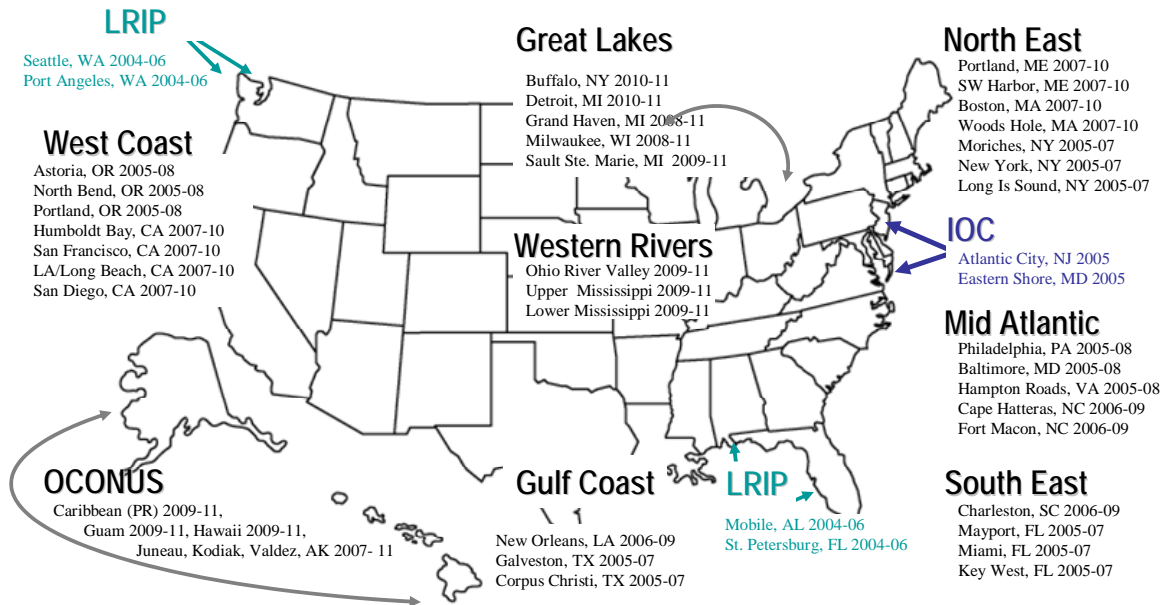 LRIP
Seattle, WA 2004-06
Port Angeles, WA 2004-06
West Coast
Astoria, OR 2005-08
North Bend, OR 2005-08
Portland, OR 2005-08
Humboldt Bay, CA 2007-10
San Francisco, CA 2007-10
LA/Long Beach, CA 2007-10
San Diego, CA 2007-10
Great Lakes
Buffalo, NY 2010-11
Detroit, MI 2010-11
Grand Haven, MI 2008-11
Milwaukee, WI 2008-11
Sault Ste. Marie, MI 2009-11
Western Rivers
Ohio River Valley 2009-11
Upper Mississippi 2009-11
Lower Mississippi 2009-11
North East
Portland, ME 2007-10
SW Harbor, ME 2007-10
Boston, MA 2007-10
Woods Hole, MA 2007-10
Moriches, NY 2005-07
New York, NY 2005-07
Long Is Sound, NY 2005-07
IOC
Atlantic City, NJ 2005
Eastern Shore, MD 2005
Mid Atlantic
Philadelphia, PA 2005-08
Baltimore, MD 2005-08
Hampton Roads, VA 2005-08
Cape Hatteras, NC 2006-09
Fort Macon, NC 2006-09
OCONUS
Caribbean (PR) 2009-11,
Guam 2009-11, Hawaii 2009-11,
Juneau, Kodiak, Valdez, AK 2007- 11
Gulf Coast
New Orleans, LA 2006-09
Galveston, TX 2005-07
Corpus Christi, TX 2005-07
LRIP
Mobile, AL 2004-06
St. Petersburg, FL 2004-06
South East
Charleston, SC 2006-09
Mayport, FL 2005-07
Miami, FL 2005-07
Key West, FL 2005-07